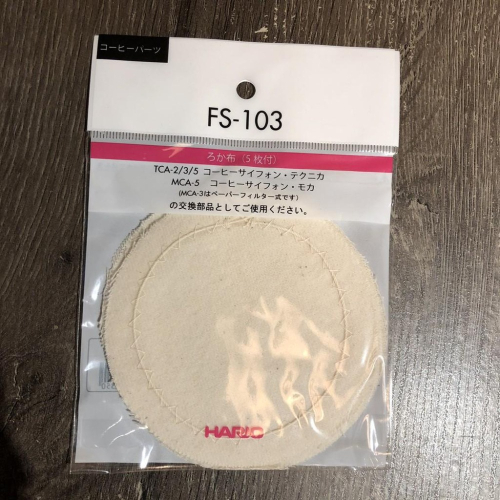 コーヒーパーツ
FS-103
ろか布（5枚付）
TCA-2/3/5 コーヒーサイフォン・テクニカ
MCA-5 コーヒーサイフォン・モカ
(MCA-3はペーパーフィルター式です)
の交換部品としてご使用ください。
HARIO